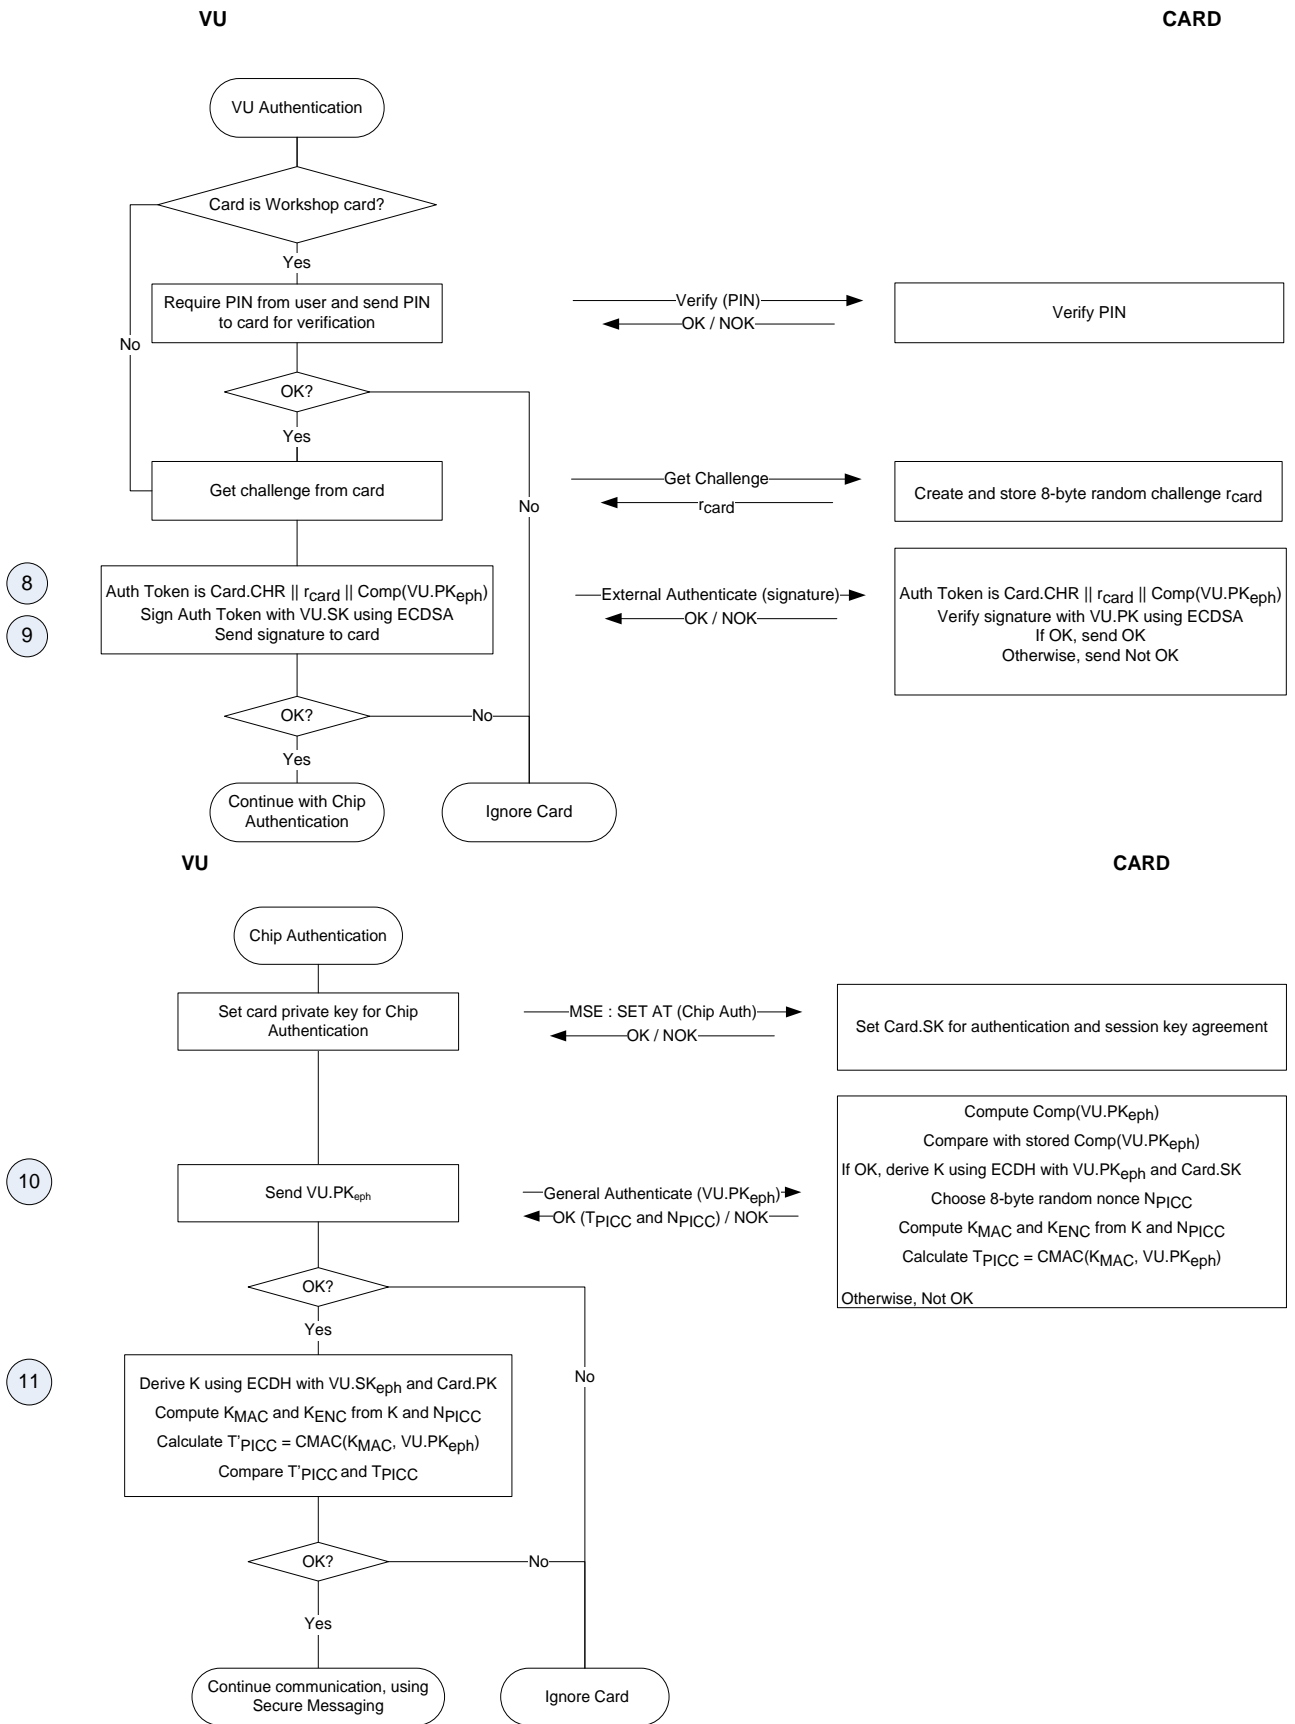 VU CARD
VU Authentication
Card is Workshop card?
Yes
No
Require PIN from user and send PIN
to card for verification
Verify (PIN)
OK / NOK
Verify PIN
OK?
Yes
No
Get challenge from card
Get Challenge
rcard
Create and store 8-byte random challenge rcard
8
9
Auth Token is Card.CHR || rcard || Comp(VU.PKeph)
Sign Auth Token with VU.SK using ECDSA
Send signature to card
External Authenticate (signature)
OK / NOK
Auth Token is Card.CHR || rcard || Comp(VU.PKeph)
Verify signature with VU.PK using ECDSA
If OK, send OK
Otherwise, send Not OK
OK?
No
Yes
Continue with Chip
Authentication
Ignore Card
VU CARD
Chip Authentication
Set card private key for Chip
Authentication
MSE : SET AT (Chip Auth)
OK / NOK
Set Card.SK for authentication and session key agreement
10
Send VU.PKeph
General Authenticate (VU.PKeph)
OK (TPICC and NPICC) / NOK
Compute Comp(VU.PKeph)
Compare with stored Comp(VU.PKeph)
If OK, derive K using ECDH with VU.PKeph and Card.SK
Choose 8-byte random nonce NPICC
Compute KMAC and KENC from K and NPICC
Calculate TPICC = CMAC(KMAC, VU.PKeph)
Otherwise, Not OK
OK?
Yes
No
11
Derive K using ECDH with VU.SKeph and Card.PK
Compute KMAC and KENC from K and NPICC
Calculate T'PICC = CMAC(KMAC, VU.PKeph)
Compare T'PICC and TPICC
OK?
No
Yes
Continue communication, using
Secure Messaging
Ignore Card